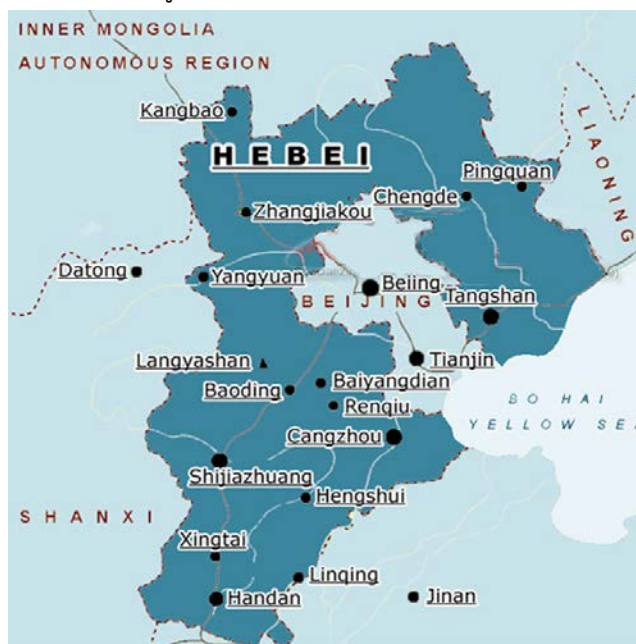 INNER MONGOLIA
AUTONOMOUS REGION
Kangbao
HEBEI
LIAONING
Pingquan
Chengde
Zhangjiakou
Datong
Yangyuan
Beiing
BEIJING
Tangshan
Langyashan
Tianjin
Baoding
Baiyangdian
Renqiu
BO HAI
YELLOW SEA
Cangzhou
Shijiazhuang
Hengshui
SHANXI
Xingtai
Linqing
Handan
Jinan